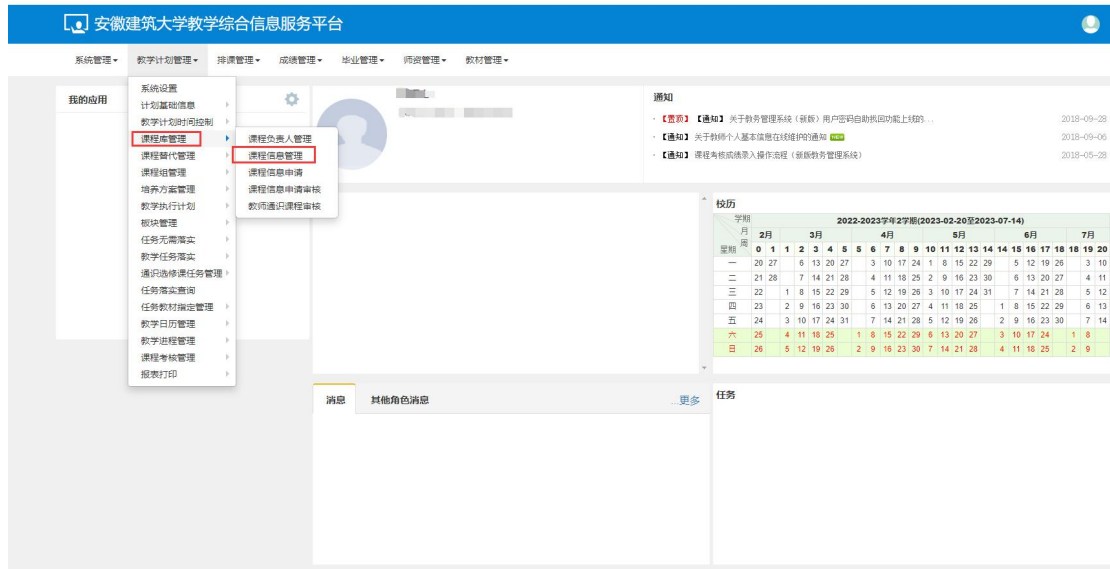 安徽建筑大学教学综合信息服务平台
系统管理 教学计划管理 排课管理 成绩管理 毕业管理 师资管理 教材管理
我的应用
系统设置
计划基础信息
教学计划时间控制
课程库管理
课程替代管理
课程组管理
培养方案管理
教学执行计划
板块管理
任务无需落实
教学任务落实
通识选修课任务管理
任务落实查询
任务教材指定管理
教学日历管理
教学进程管理
课程考核管理
报表打印
课程负责人管理
课程信息管理
课程信息申请
课程信息申请审核
教师通识课程审核
通知
· 【置顶】【通知】关于教务管理系统（新版）用户密码自助找回功能上线的... 2018-09-28
· 【通知】关于教师个人基本信息在线维护的通知 NEW 2018-09-06
· 【通知】课程考核成绩录入操作流程（新版教务管理系统） 2018-05-28
校历
学期 2022-2023学年2学期(2023-02-20至2023-07-14)
月 2月 3月 4月 5月 6月 7月
星期 周 0 1 1 2 3 4 5 5 6 7 8 9 10 11 12 13 14 14 15 16 17 18 18 19 20
一 20 27 6 13 20 27 3 10 17 24 1 8 15 22 29 5 12 19 26 3 10
二 21 28 7 14 21 28 4 11 18 25 2 9 16 23 30 6 13 20 27 4 11
三 22 1 8 15 22 29 5 12 19 26 3 10 17 24 31 7 14 21 28 5 12
四 23 2 9 16 23 30 6 13 20 27 4 11 18 25 1 8 15 22 29 6 13
五 24 3 10 17 24 31 7 14 21 28 5 12 19 26 2 9 16 23 30 7 14
六 25 4 11 18 25 1 8 15 22 29 6 13 20 27 3 10 17 24 1 8
日 26 5 12 19 26 2 9 16 23 30 7 14 21 28 4 11 18 25 2 9
消息 其他角色消息 ...更多
任务